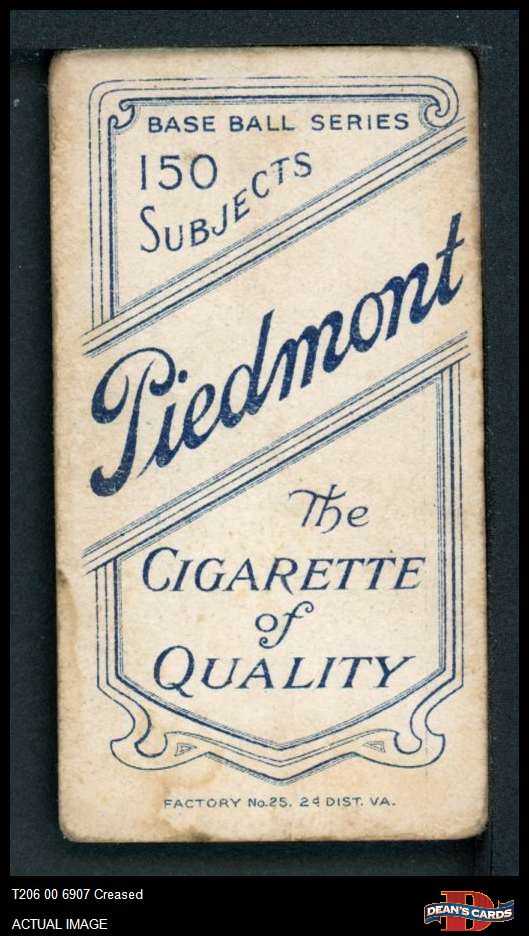 BASE BALL SERIES
150
SUBJECTS
Piedmont
The
CIGARETTE
of
QUALITY
FACTORY No.25. 2d DIST. VA.
T206 00 6907 Creased
ACTUAL IMAGE
D
DEAN'S CARDS